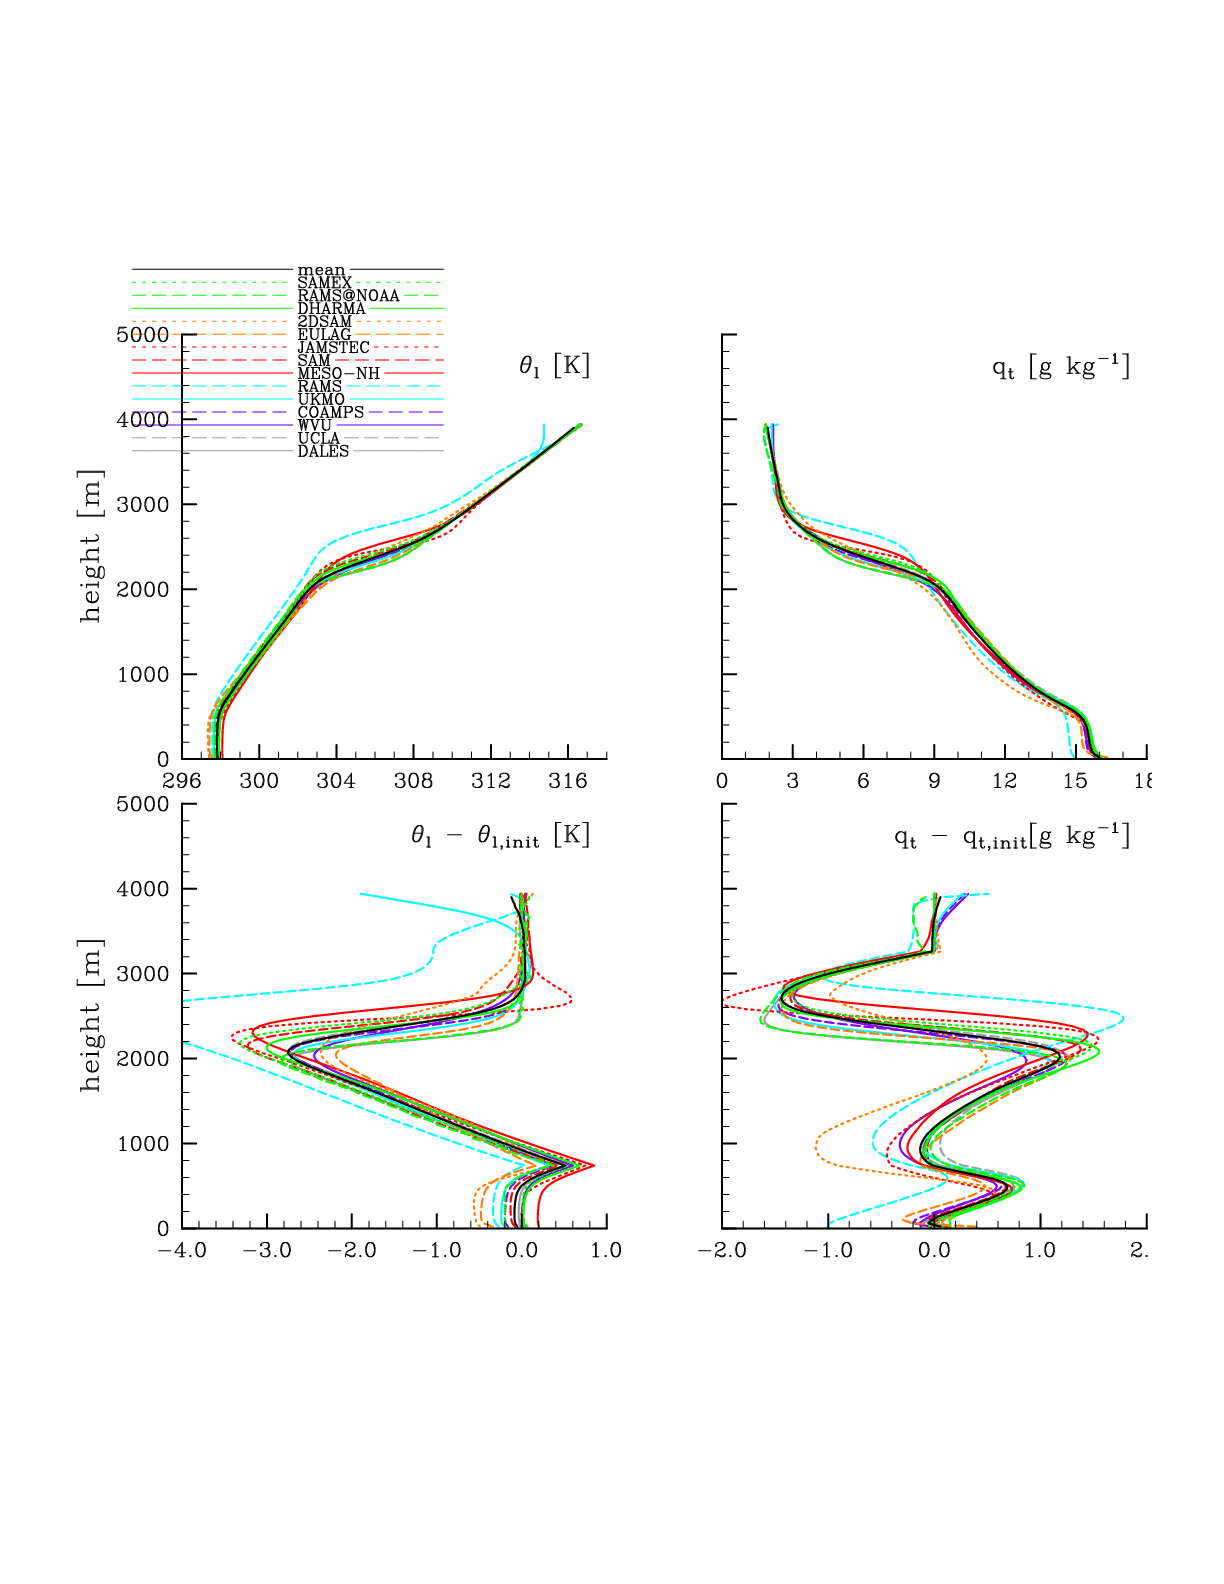 mean
SAMEX
RAMS@NOAA
DHARMA
2DSAM
EULAG
JAMSTEC
SAM
MESO-NH
RAMS
UKMO
COAMPS
WVU
UCLA
DALES
θl [K]
5000
4000
3000
2000
1000
0
height [m]
296 300 304 308 312 316
qt [g kg−1]
0 3 6 9 12 15 18
θl − θl,init [K]
5000
4000
3000
2000
1000
0
height [m]
−4.0 −3.0 −2.0 −1.0 0.0 1.0
qt − qt,init[g kg−1]
−2.0 −1.0 0.0 1.0 2.